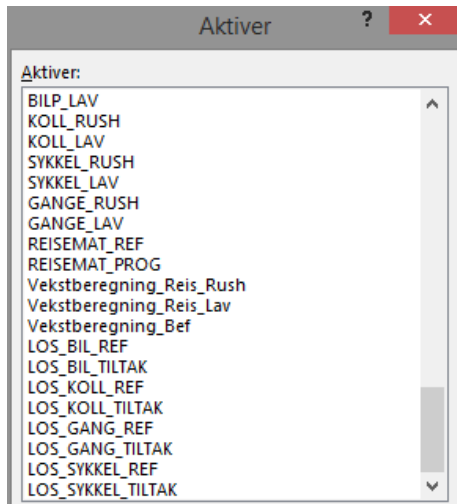 Aktiver
?
Aktiver:
BILP_LAV
KOLL_RUSH
KOLL_LAV
SYKKEL_RUSH
SYKKEL_LAV
GANGE_RUSH
GANGE_LAV
REISEMAT_REF
REISEMAT_PROG
Vekstberegning_Reis_Rush
Vekstberegning_Reis_Lav
Vekstberegning_Bef
LOS_BIL_REF
LOS_BIL_TILTAK
LOS_KOLL_REF
LOS_KOLL_TILTAK
LOS_GANG_REF
LOS_GANG_TILTAK
LOS_SYKKEL_REF
LOS_SYKKEL_TILTAK